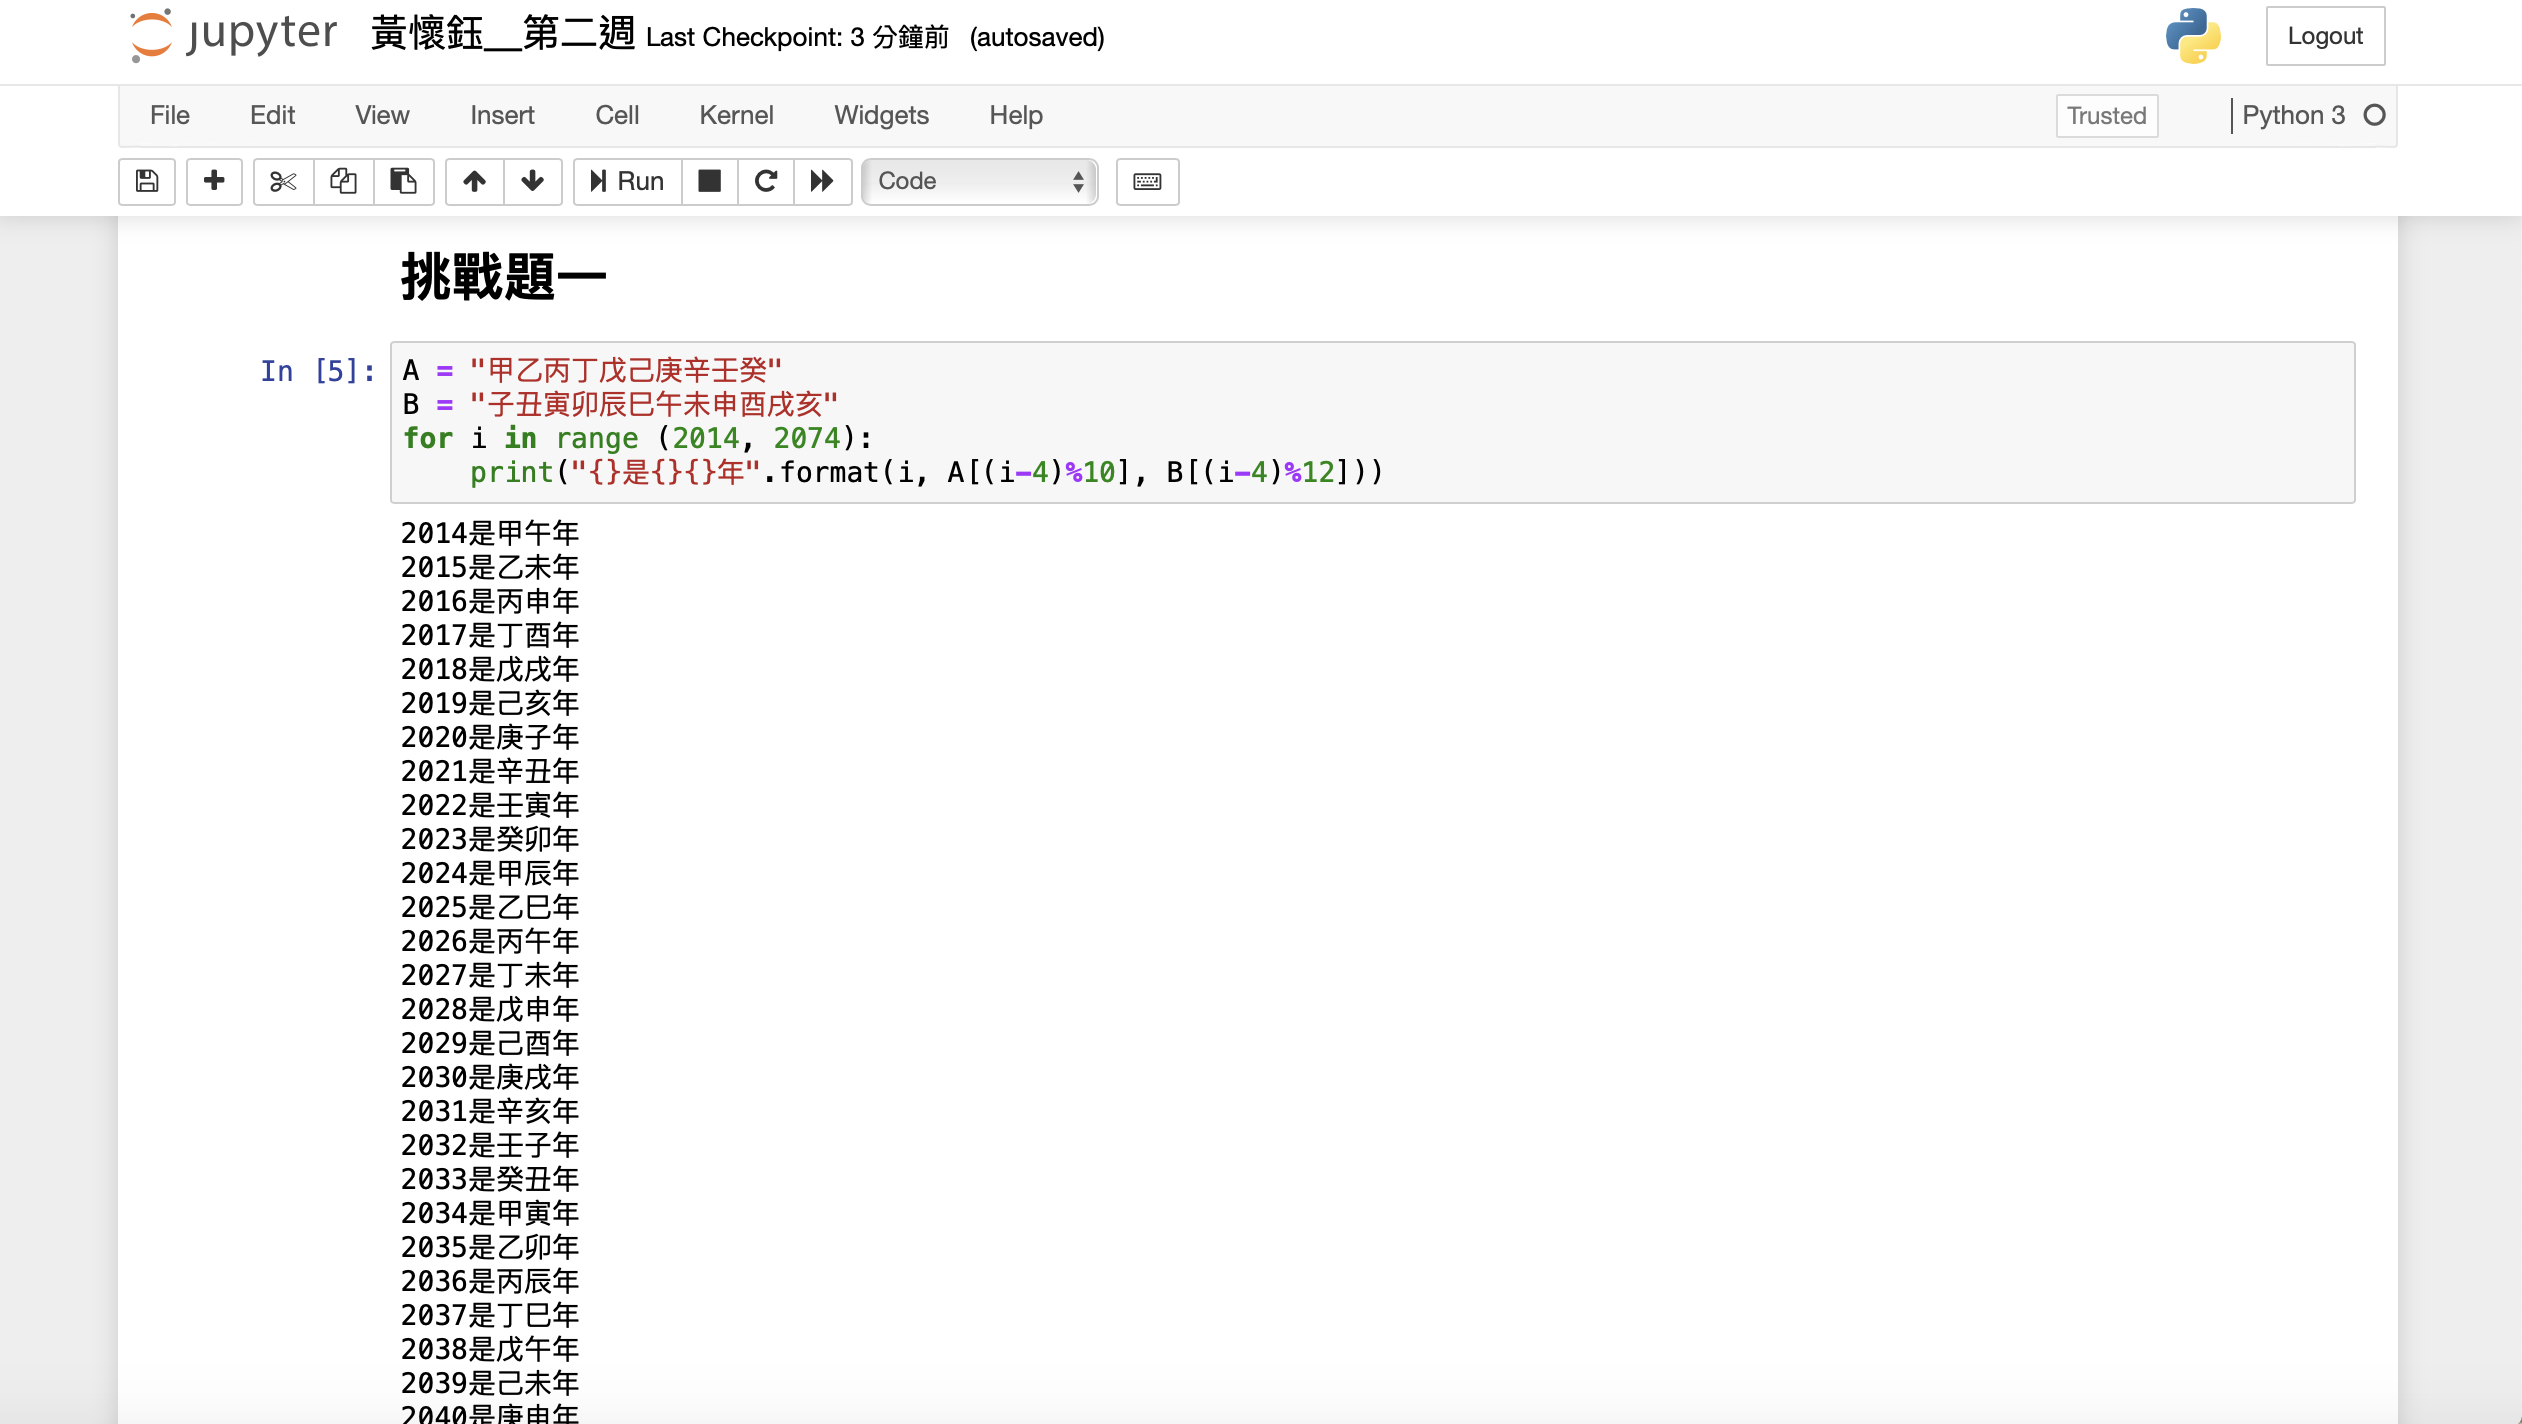 jupyter 黃懷鈺__第二週 Last Checkpoint: 3 分鐘前 (autosaved) Logout
File Edit View Insert Cell Kernel Widgets Help Trusted Python 3
Run Code
挑戰題一
In [5]: A = "甲乙丙丁戊己庚辛壬癸"
B = "子丑寅卯辰巳午未申酉戌亥"
for i in range (2014, 2074):
    print("{}是{}{}年".format(i, A[(i-4)%10], B[(i-4)%12]))
2014是甲午年
2015是乙未年
2016是丙申年
2017是丁酉年
2018是戊戌年
2019是己亥年
2020是庚子年
2021是辛丑年
2022是壬寅年
2023是癸卯年
2024是甲辰年
2025是乙巳年
2026是丙午年
2027是丁未年
2028是戊申年
2029是己酉年
2030是庚戌年
2031是辛亥年
2032是壬子年
2033是癸丑年
2034是甲寅年
2035是乙卯年
2036是丙辰年
2037是丁巳年
2038是戊午年
2039是己未年
2040是庚申年